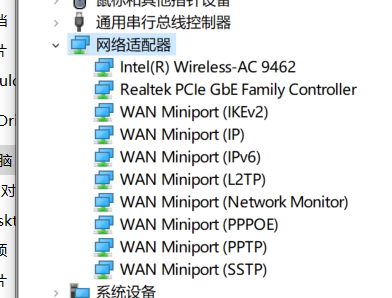 鼠标和其他指针设备
通用串行总线控制器
网络适配器
Intel(R) Wireless-AC 9462
Realtek PCIe GbE Family Controller
WAN Miniport (IKEv2)
WAN Miniport (IP)
WAN Miniport (IPv6)
WAN Miniport (L2TP)
WAN Miniport (Network Monitor)
WAN Miniport (PPPOE)
WAN Miniport (PPTP)
WAN Miniport (SSTP)
系统设备